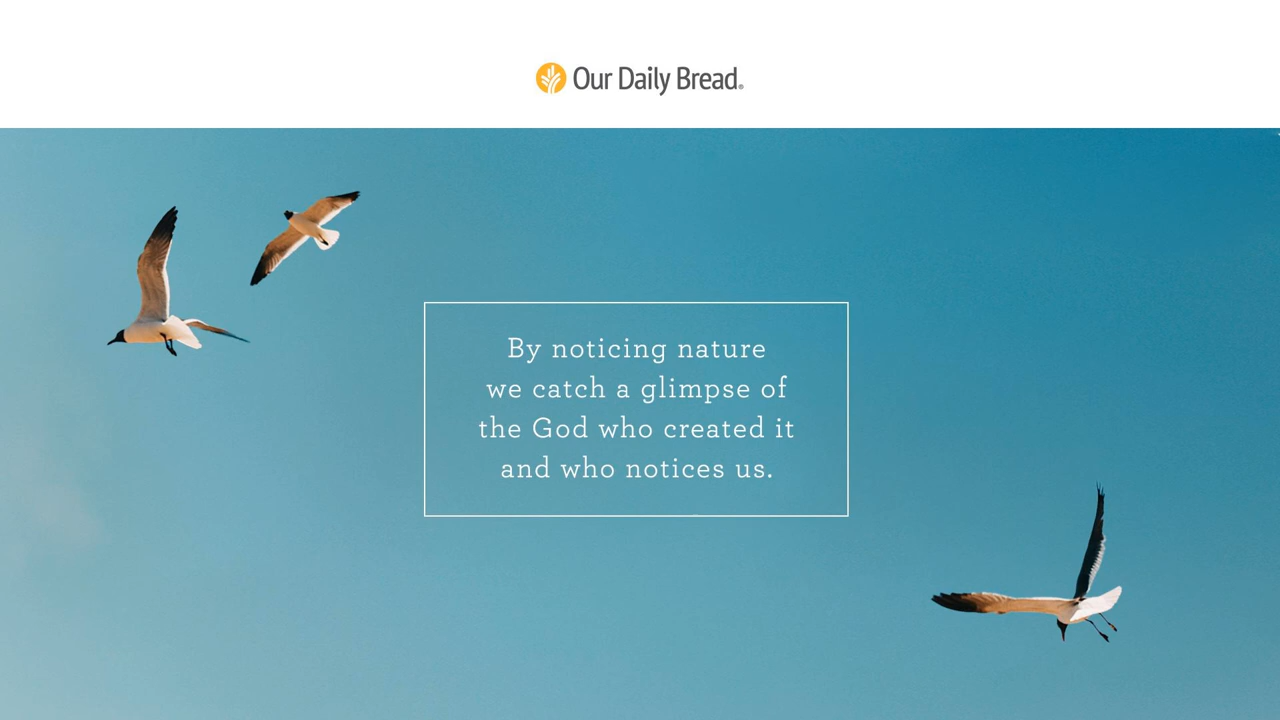 Our Daily Bread®
By noticing nature
we catch a glimpse of
the God who created it
and who notices us.